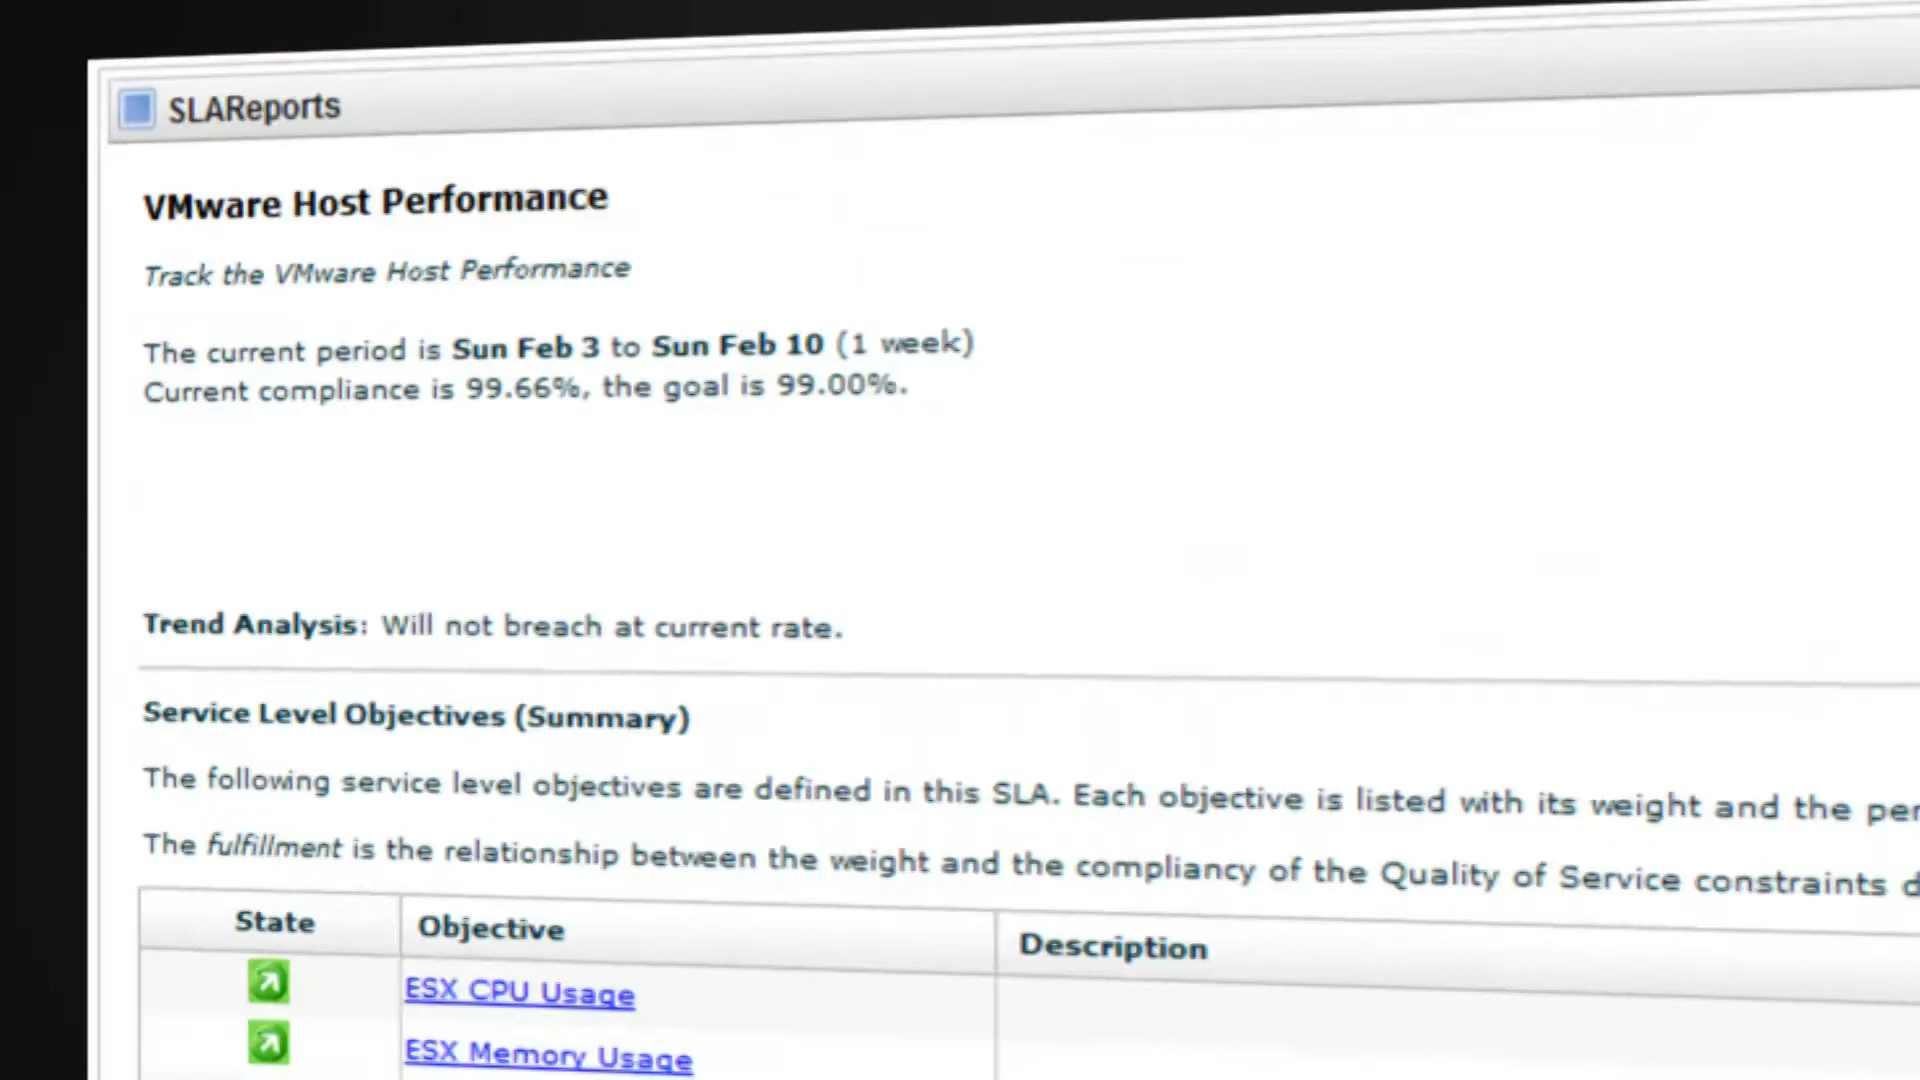 SLAReports
VMware Host Performance
Track the VMware Host Performance
The current period is Sun Feb 3 to Sun Feb 10 (1 week)
Current compliance is 99.66%, the goal is 99.00%.
Trend Analysis: Will not breach at current rate.
Service Level Objectives (Summary)
The following service level objectives are defined in this SLA. Each objective is listed with its weight and the
The fulfillment is the relationship between the weight and the compliancy of the Quality of Service constraints
State Objective Description
ESX CPU Usage
ESX Memory Usage